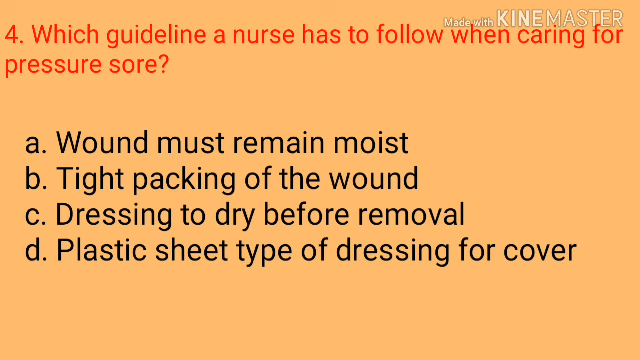 Made with KINEMASTER
4. Which guideline a nurse has to follow when caring for
pressure sore?
a. Wound must remain moist
b. Tight packing of the wound
c. Dressing to dry before removal
d. Plastic sheet type of dressing for cover